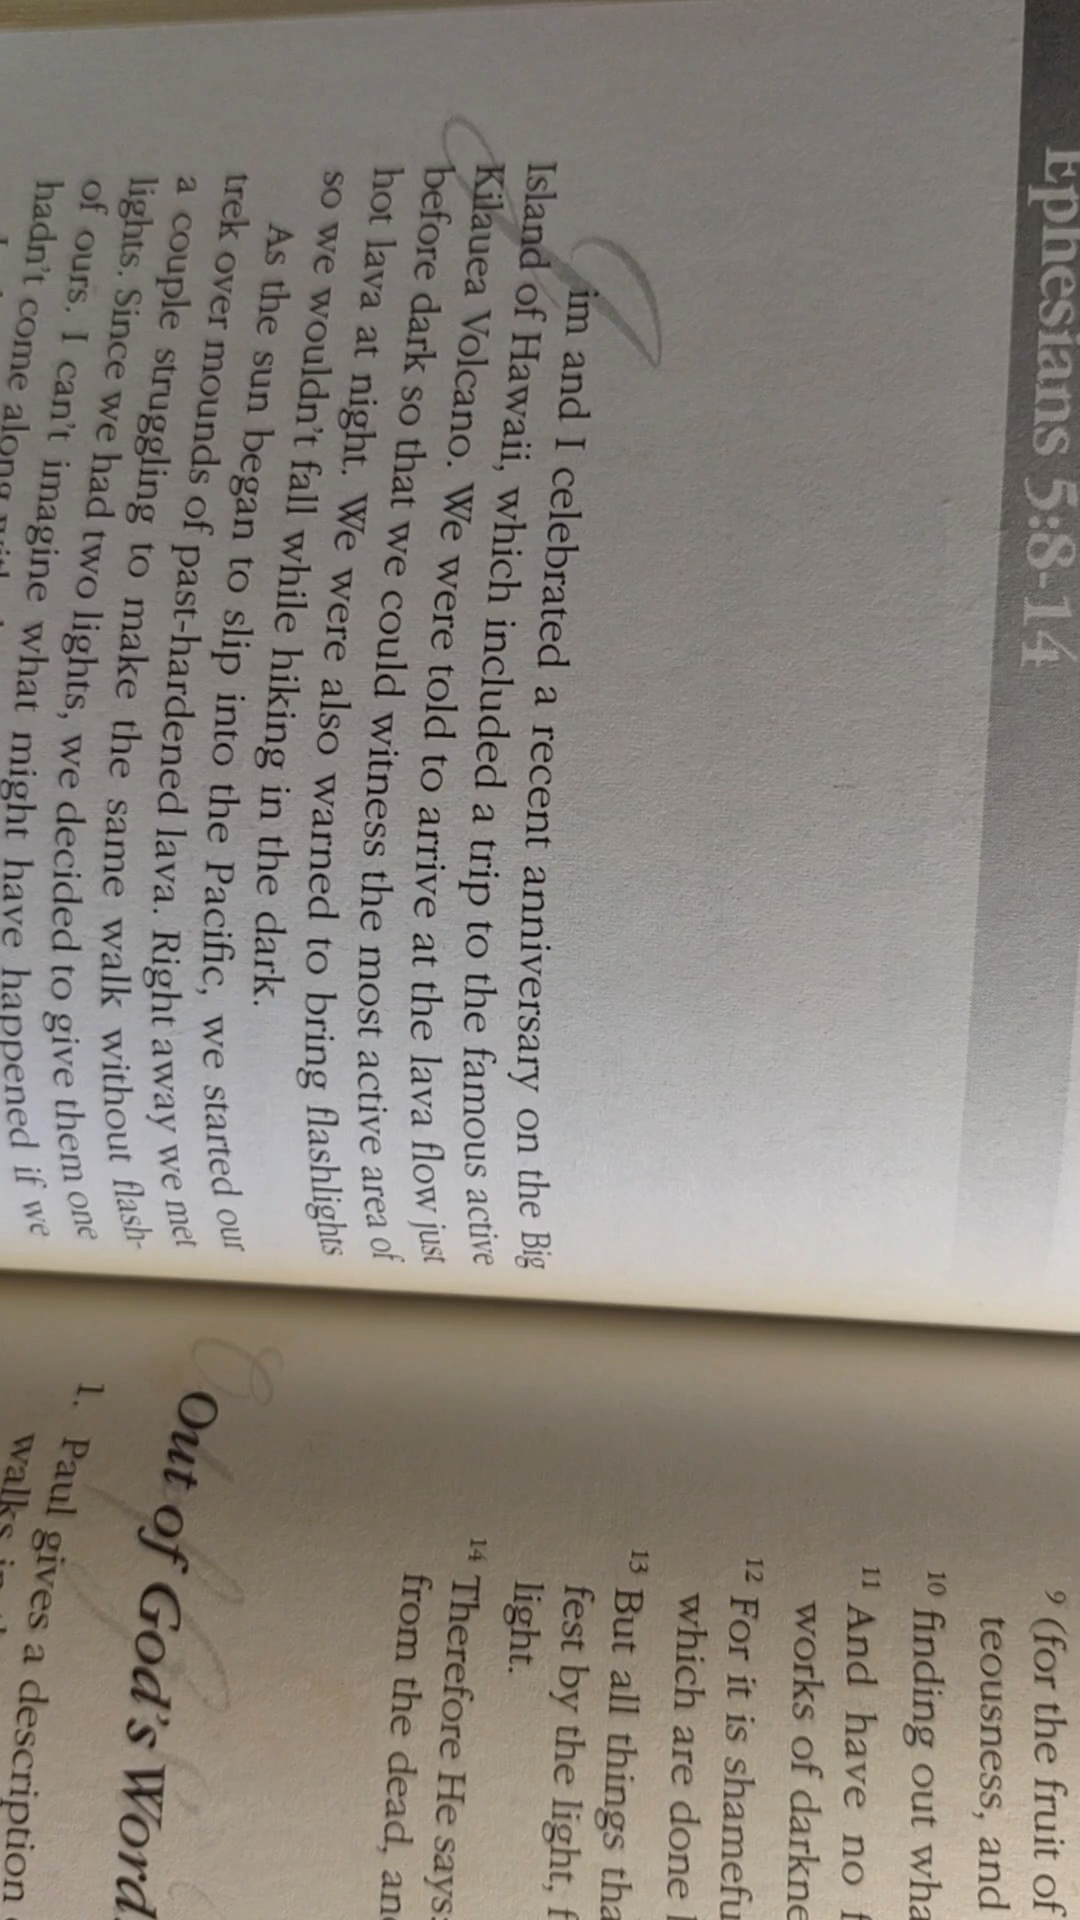 Ephesians 5:8-14
Jim and I celebrated a recent anniversary on the Big
Island of Hawaii, which included a trip to the famous active
Kilauea Volcano. We were told to arrive at the lava flow just
before dark so that we could witness the most active area of
hot lava at night. We were also warned to bring flashlights
so we wouldn't fall while hiking in the dark.
As the sun began to slip into the Pacific, we started our
trek over mounds of past-hardened lava. Right away we met
a couple struggling to make the same walk without flash-
lights. Since we had two lights, we decided to give them one
of ours. I can't imagine what might have happened if we
hadn't come along
9 (for the fruit of
teousness, and
10 finding out wha
11 And have no f
works of darkne
12 For it is shamefu
which are done
13 But all things tha
fest by the light, f
light.
14 Therefore He says:
from the dead, an
Out of God's Word
1. Paul gives a description
walks